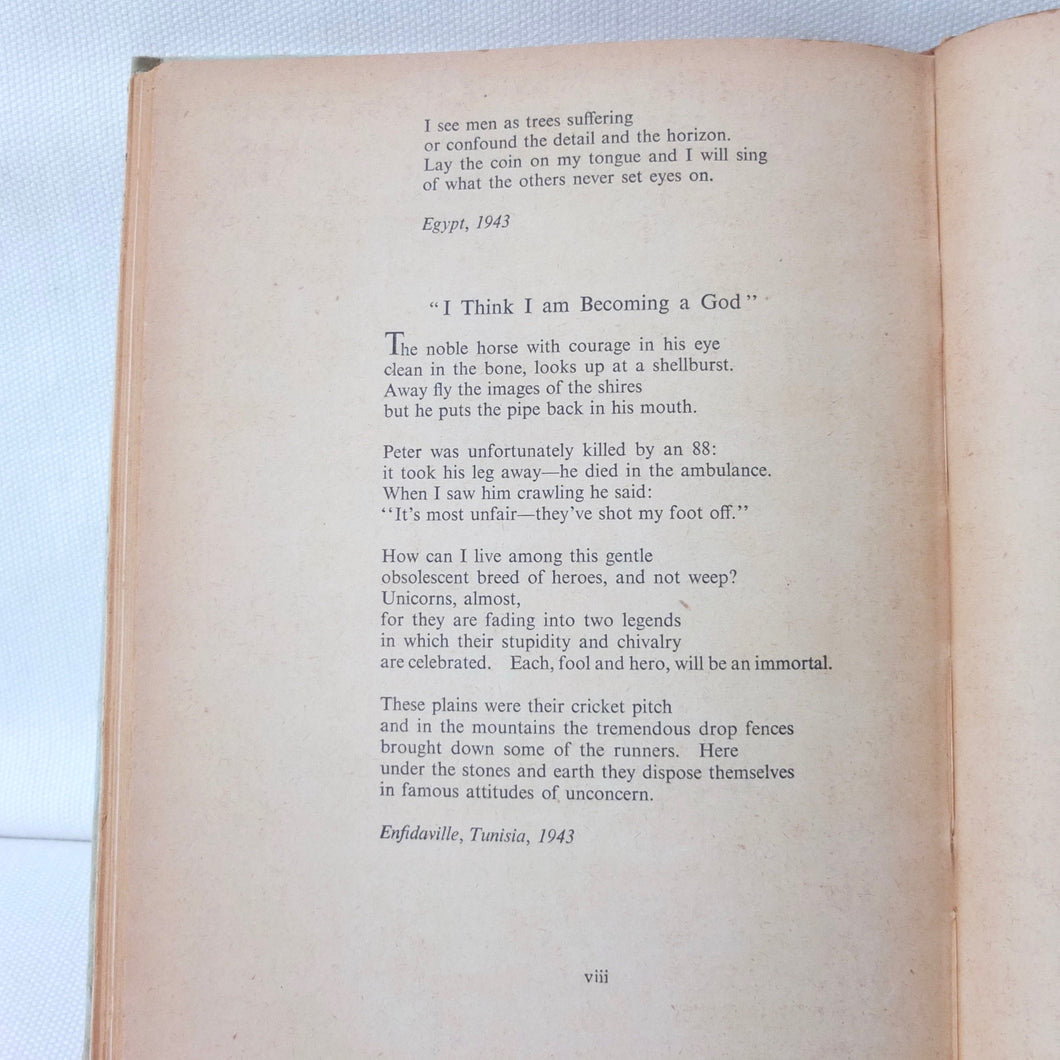 I see men as trees suffering
or confound the detail and the horizon.
Lay the coin on my tongue and I will sing
of what the others never set eyes on.
Egypt, 1943
“I Think I am Becoming a God”
The noble horse with courage in his eye
clean in the bone, looks up at a shellburst.
Away fly the images of the shires
but he puts the pipe back in his mouth.
Peter was unfortunately killed by an 88:
it took his leg away—he died in the ambulance.
When I saw him crawling he said:
“It's most unfair—they've shot my foot off.”
How can I live among this gentle
obsolescent breed of heroes, and not weep?
Unicorns, almost,
for they are fading into two legends
in which their stupidity and chivalry
are celebrated. Each, fool and hero, will be an immortal.
These plains were their cricket pitch
and in the mountains the tremendous drop fences
brought down some of the runners. Here
under the stones and earth they dispose themselves
in famous attitudes of unconcern.
Enfidaville, Tunisia, 1943
viii